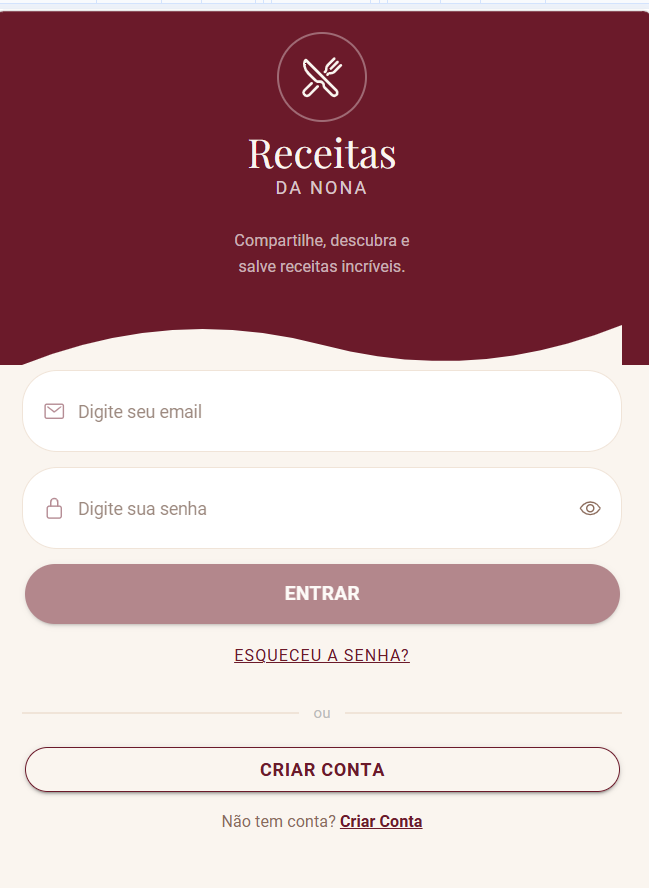 Receitas
DA NONA
Compartilhe, descubra e
salve receitas incríveis.
Digite seu email
Digite sua senha
ENTRAR
ESQUECEU A SENHA?
ou
CRIAR CONTA
Não tem conta? Criar Conta